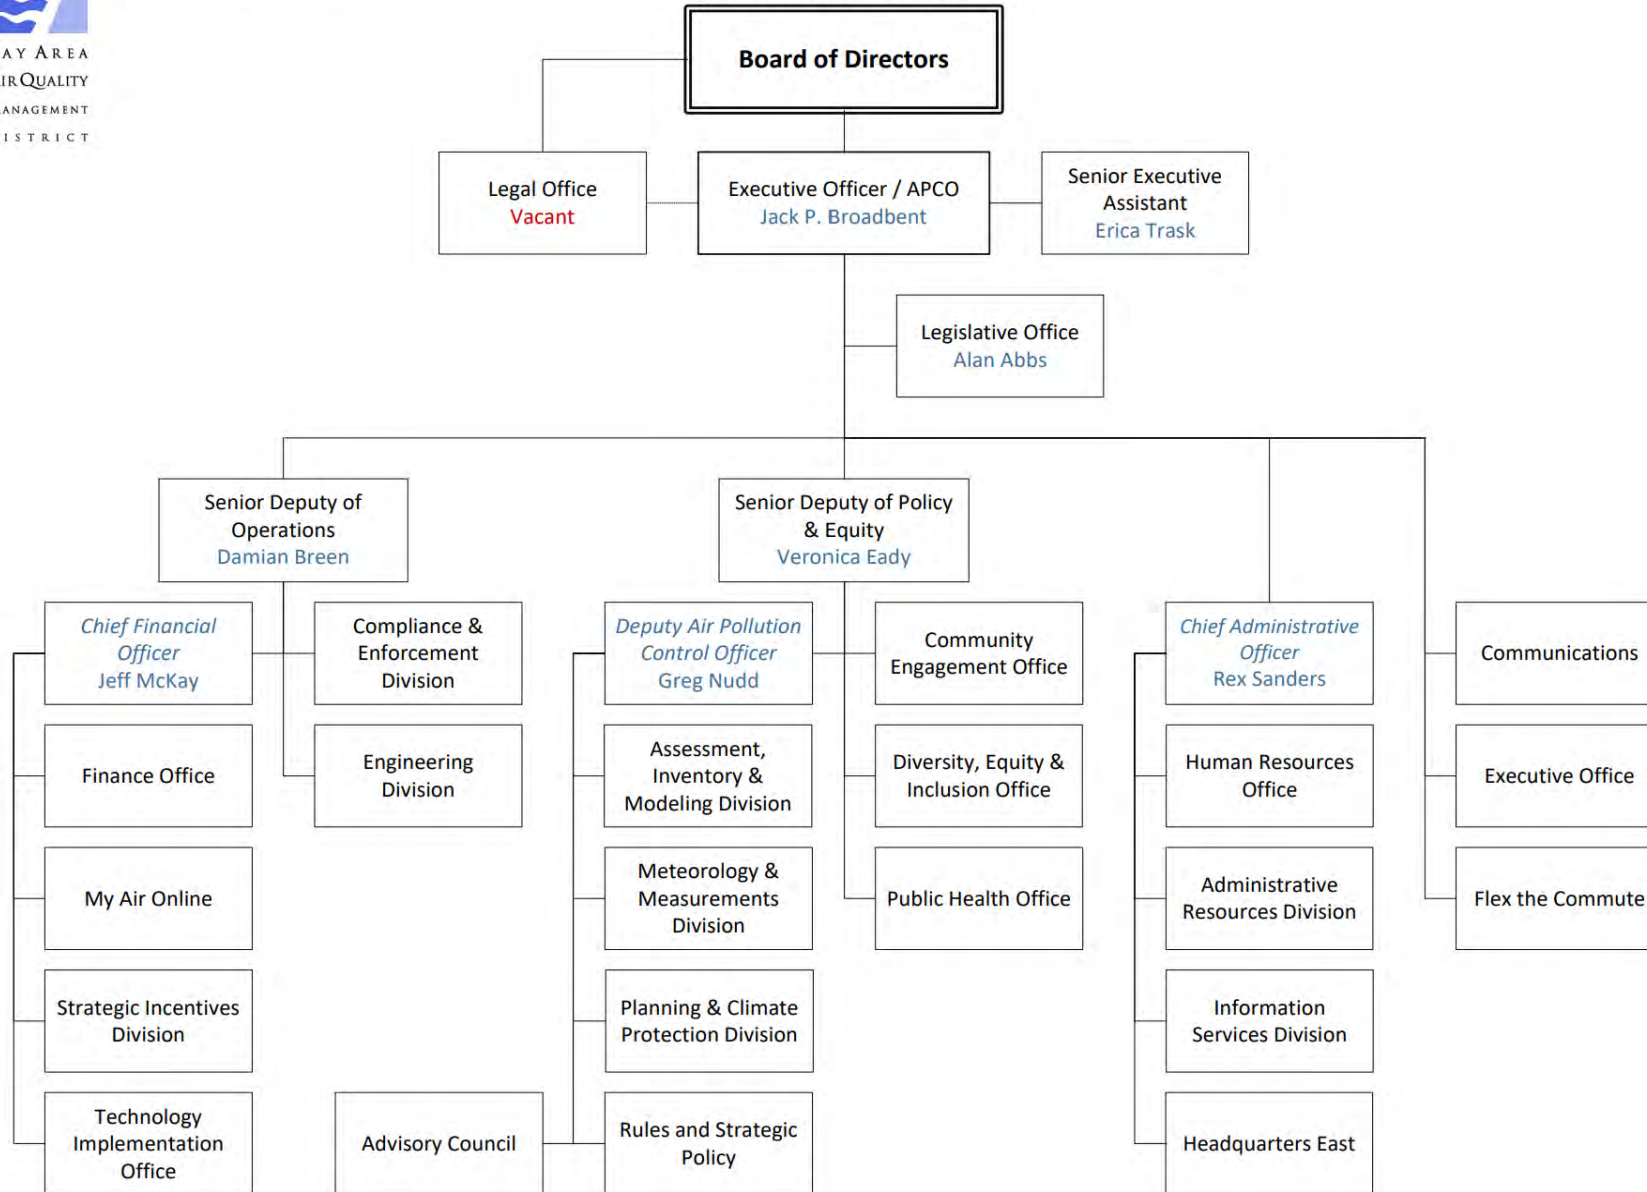 AY AREA
IR QUALITY
ANAGEMENT
ISTRICT
Board of Directors
Legal Office
Vacant
Executive Officer / APCO
Jack P. Broadbent
Senior Executive
Assistant
Erica Trask
Legislative Office
Alan Abbs
Senior Deputy of
Operations
Damian Breen
Senior Deputy of Policy
& Equity
Veronica Eady
Chief Financial
Officer
Jeff McKay
Compliance &
Enforcement
Division
Deputy Air Pollution
Control Officer
Greg Nudd
Community
Engagement Office
Chief Administrative
Officer
Rex Sanders
Communications
Finance Office
Engineering
Division
Assessment,
Inventory &
Modeling Division
Diversity, Equity &
Inclusion Office
Human Resources
Office
Executive Office
My Air Online
Meteorology &
Measurements
Division
Public Health Office
Administrative
Resources Division
Flex the Commute
Strategic Incentives
Division
Planning & Climate
Protection Division
Information
Services Division
Technology
Implementation
Office
Advisory Council
Rules and Strategic
Policy
Headquarters East